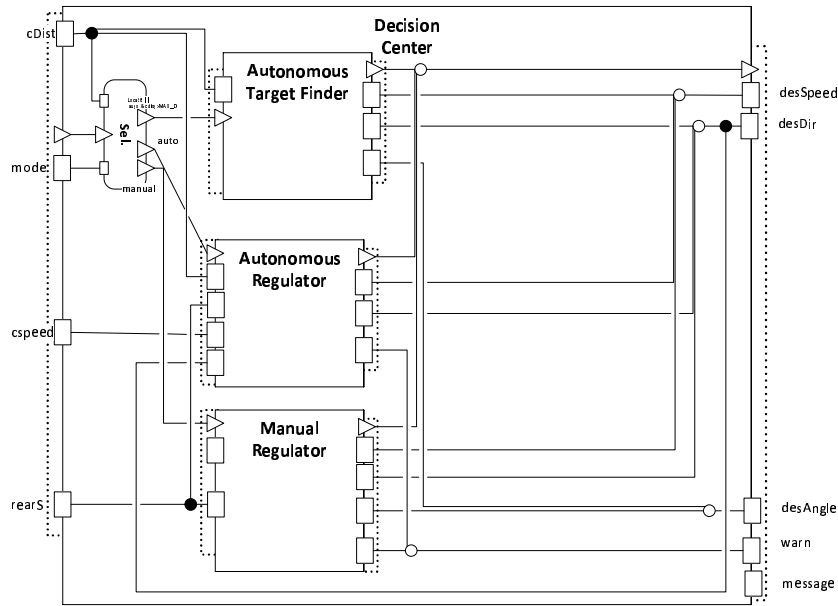 Decision
Center
cDist
Autonomous
Target Finder
desSpeed
desDir
Sel.
auto
mode
manual
Autonomous
Regulator
cspeed
Manual
Regulator
rearS
desAngle
warn
message